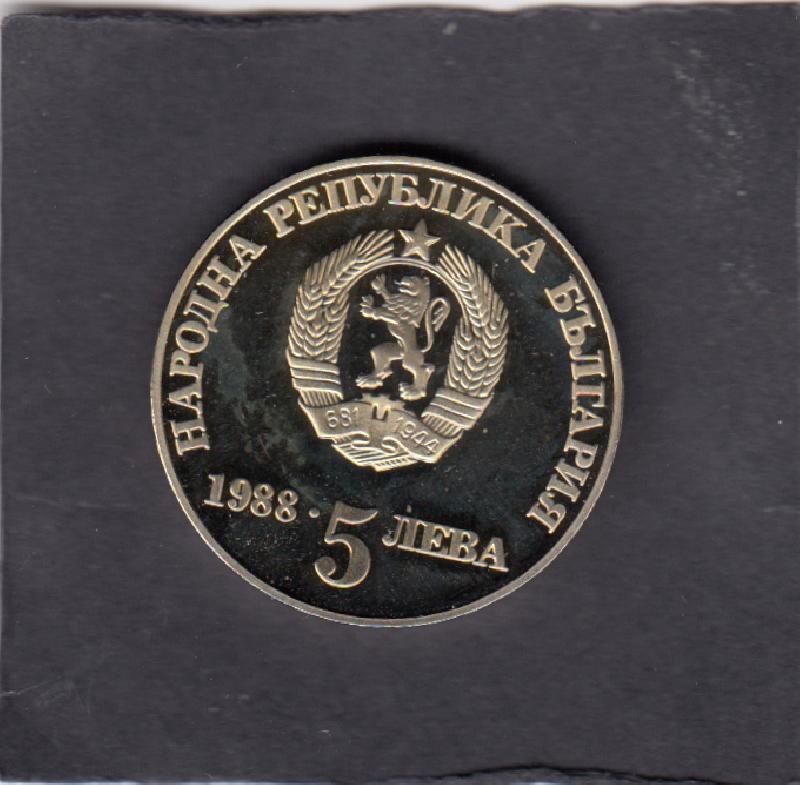 НАРОДНА РЕПУБЛИКА БЪЛГАРИЯ
681 1944
1988 · 5 ЛЕВА